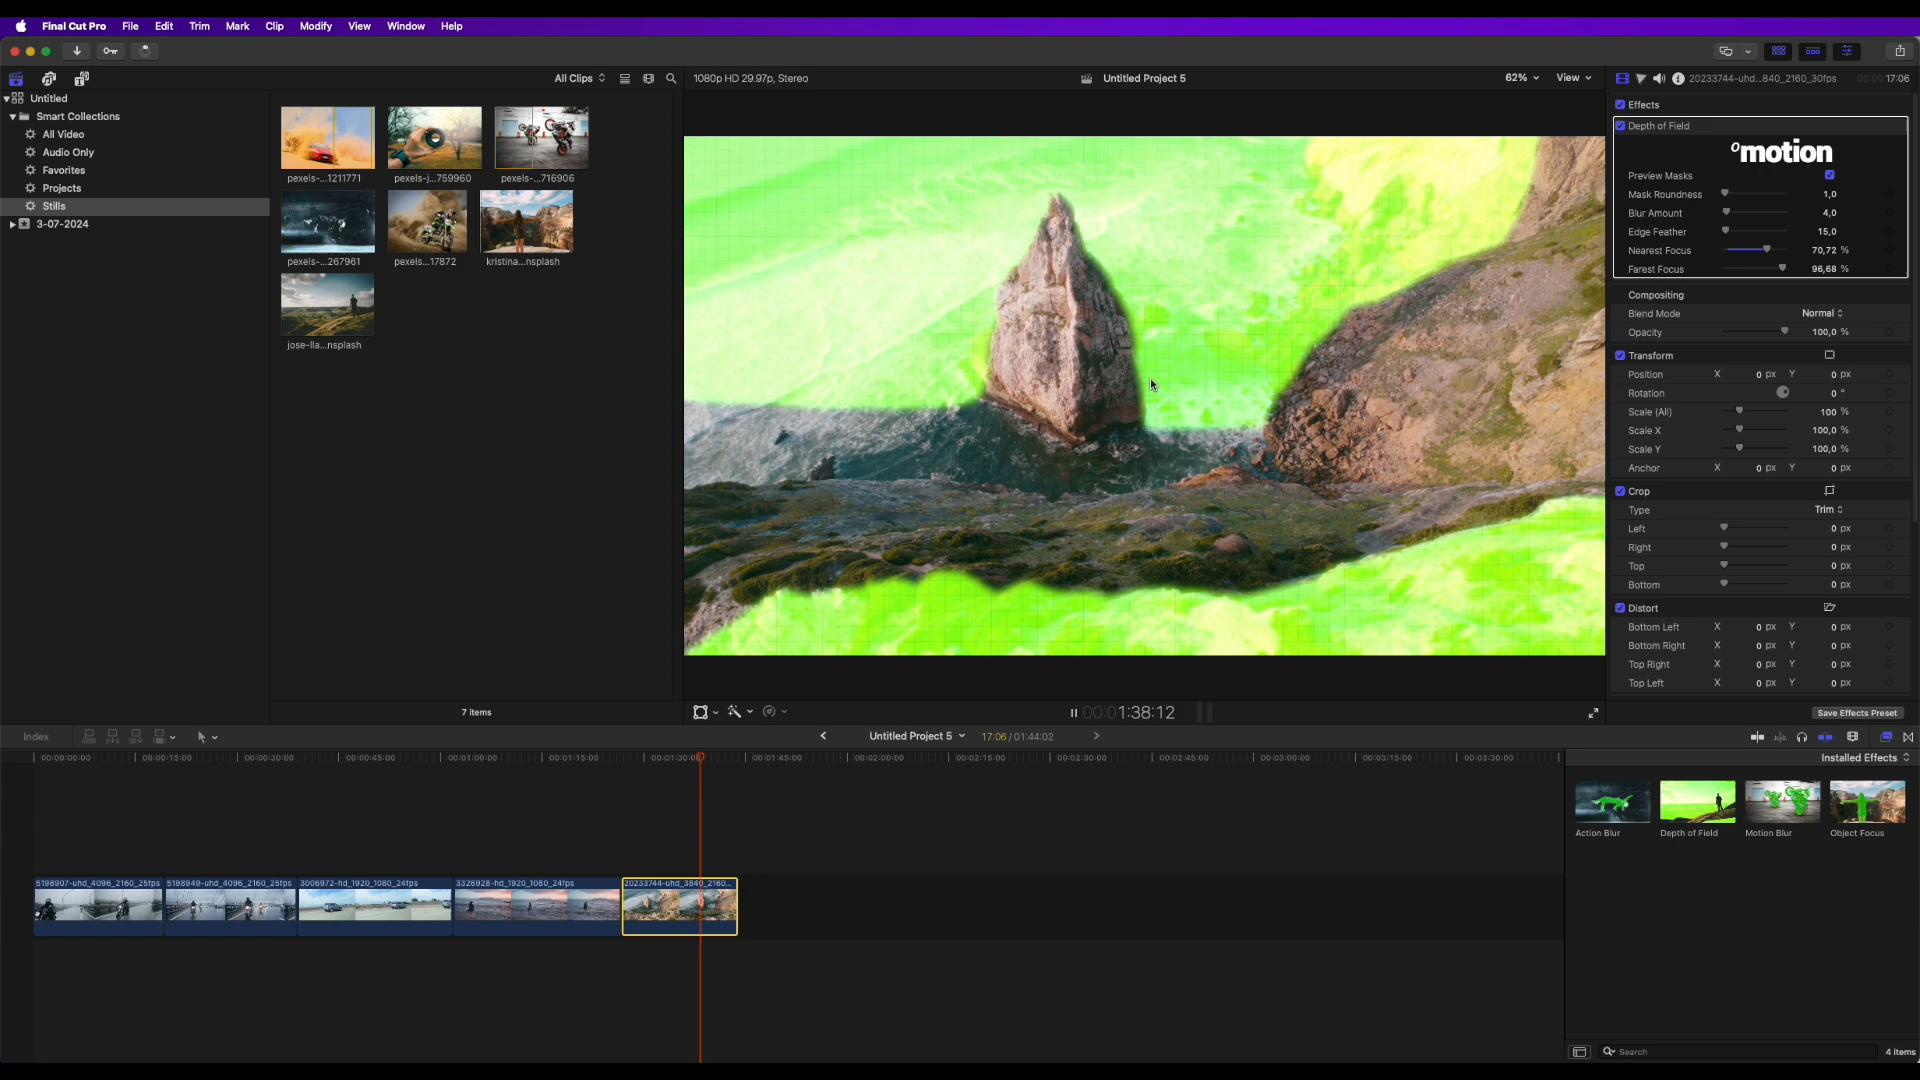 Final Cut Pro File Edit Trim Mark Clip Modify View Window Help
All Clips
1080p HD 29.97p, Stereo
Untitled Project 5
62%
View
20233744-uhd...840_2160_30fps
00:00 17:06
Untitled
Smart Collections
All Video
Audio Only
Favorites
Projects
Stills
3-07-2024
pexels-...1211771
pexels-j...759960
pexels-...716906
pexels-...267961
pexels...17872
kristina...nsplash
jose-lla...nsplash
7 items
Effects
Depth of Field
omotion
Preview Masks
Mask Roundness 1,0
Blur Amount 4,0
Edge Feather 15,0
Nearest Focus 70,72 %
Farest Focus 96,68 %
Compositing
Blend Mode Normal
Opacity 100,0 %
Transform
Position X 0 px Y 0 px
Rotation 0 °
Scale (All) 100 %
Scale X 100,0 %
Scale Y 100,0 %
Anchor X 0 px Y 0 px
Crop
Type Trim
Left 0 px
Right 0 px
Top 0 px
Bottom 0 px
Distort
Bottom Left X 0 px Y 0 px
Bottom Right X 0 px Y 0 px
Top Right X 0 px Y 0 px
Top Left X 0 px Y 0 px
Save Effects Preset
00:01:38:12
Index
Untitled Project 5
17:06 / 01:44:02
00:00:00:00 00:00:15:00 00:00:30:00 00:00:45:00 00:01:00:00 00:01:15:00 00:01:30:00 00:01:45:00 00:02:00:00 00:02:15:00 00:02:30:00 00:02:45:00 00:03:00:00 00:03:15:00 00:03:30:00
5198907-uhd_4096_2160_25fps
5198949-uhd_4096_2160_25fps
3006972-hd_1920_1080_24fps
3326928-hd_1920_1080_24fps
20233744-uhd_3840_2160...
Installed Effects
Action Blur
Depth of Field
Motion Blur
Object Focus
Search
4 items